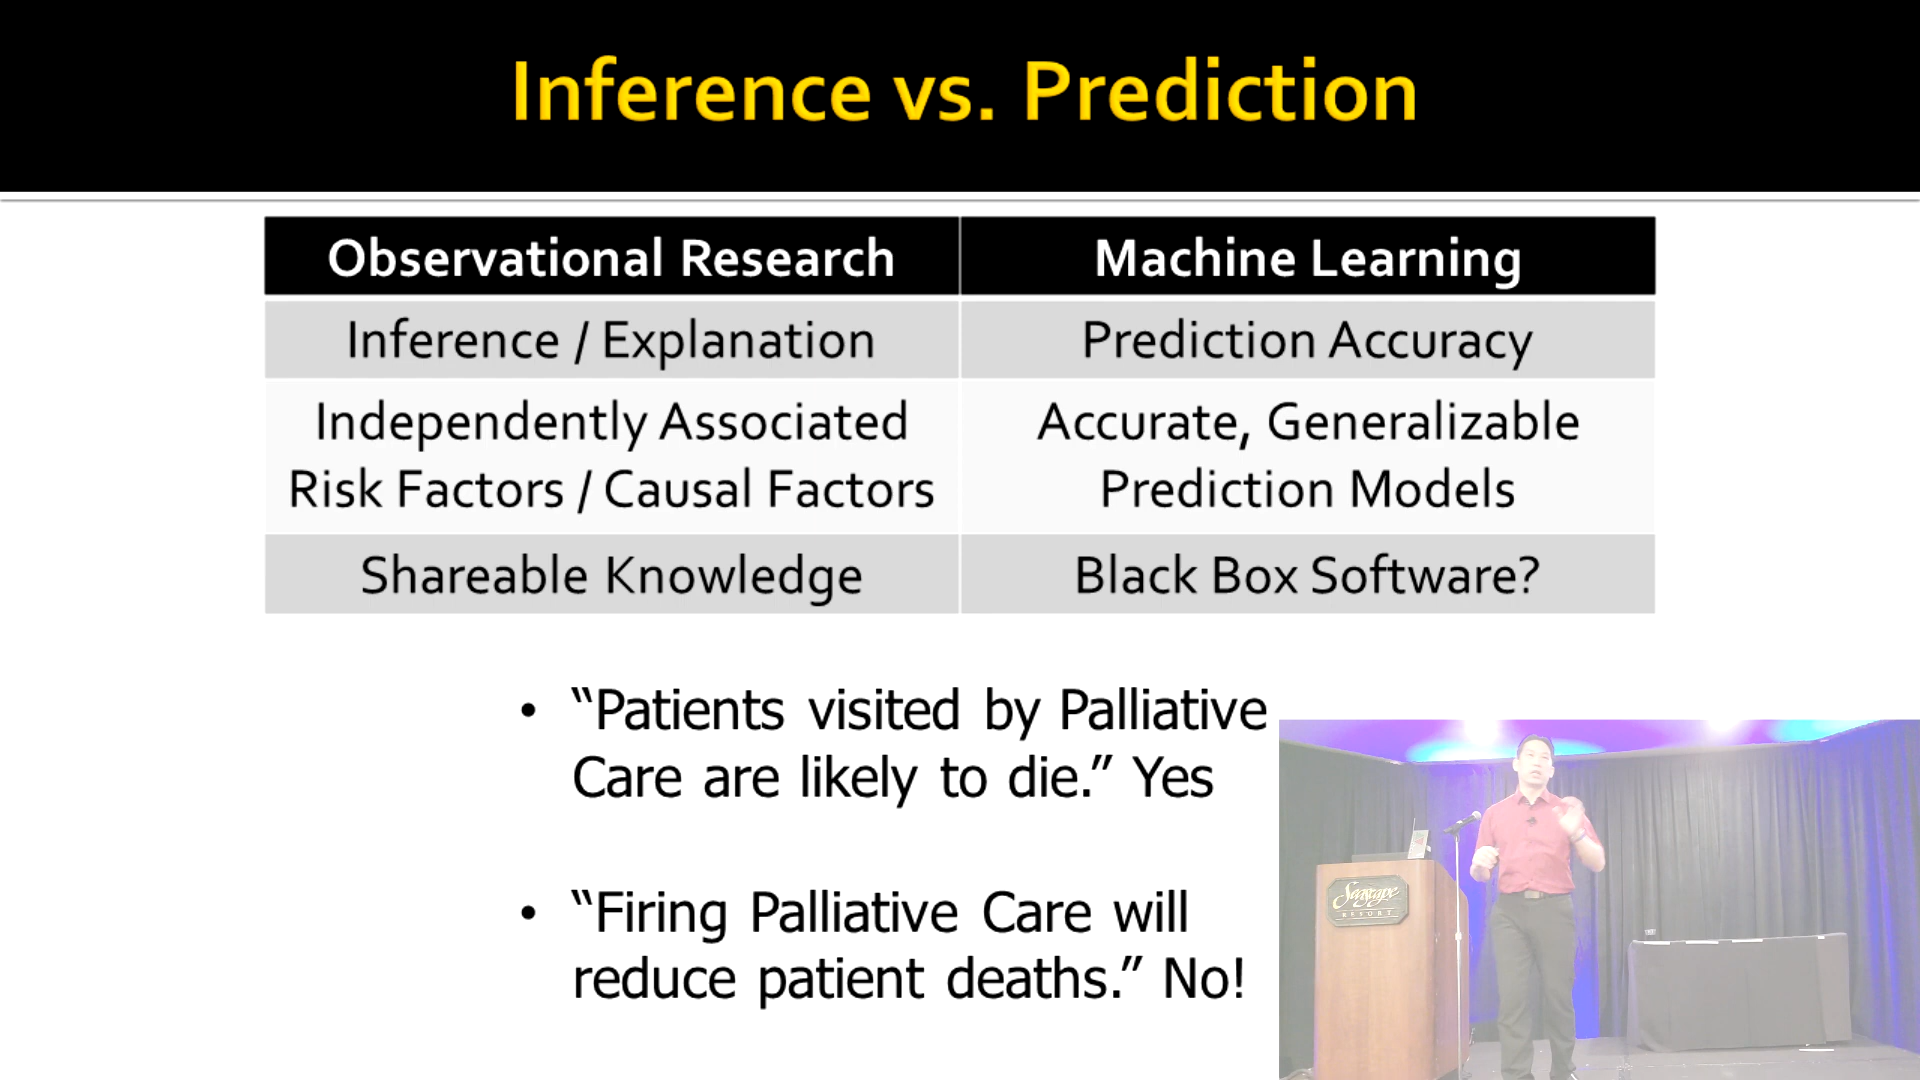 Inference vs. Prediction
Observational Research
Machine Learning
Inference / Explanation
Prediction Accuracy
Independently Associated
Risk Factors / Causal Factors
Accurate, Generalizable
Prediction Models
Shareable Knowledge
Black Box Software?
• “Patients visited by Palliative
Care are likely to die.” Yes
• “Firing Palliative Care will
reduce patient deaths.” No!
Seascape
RESORT